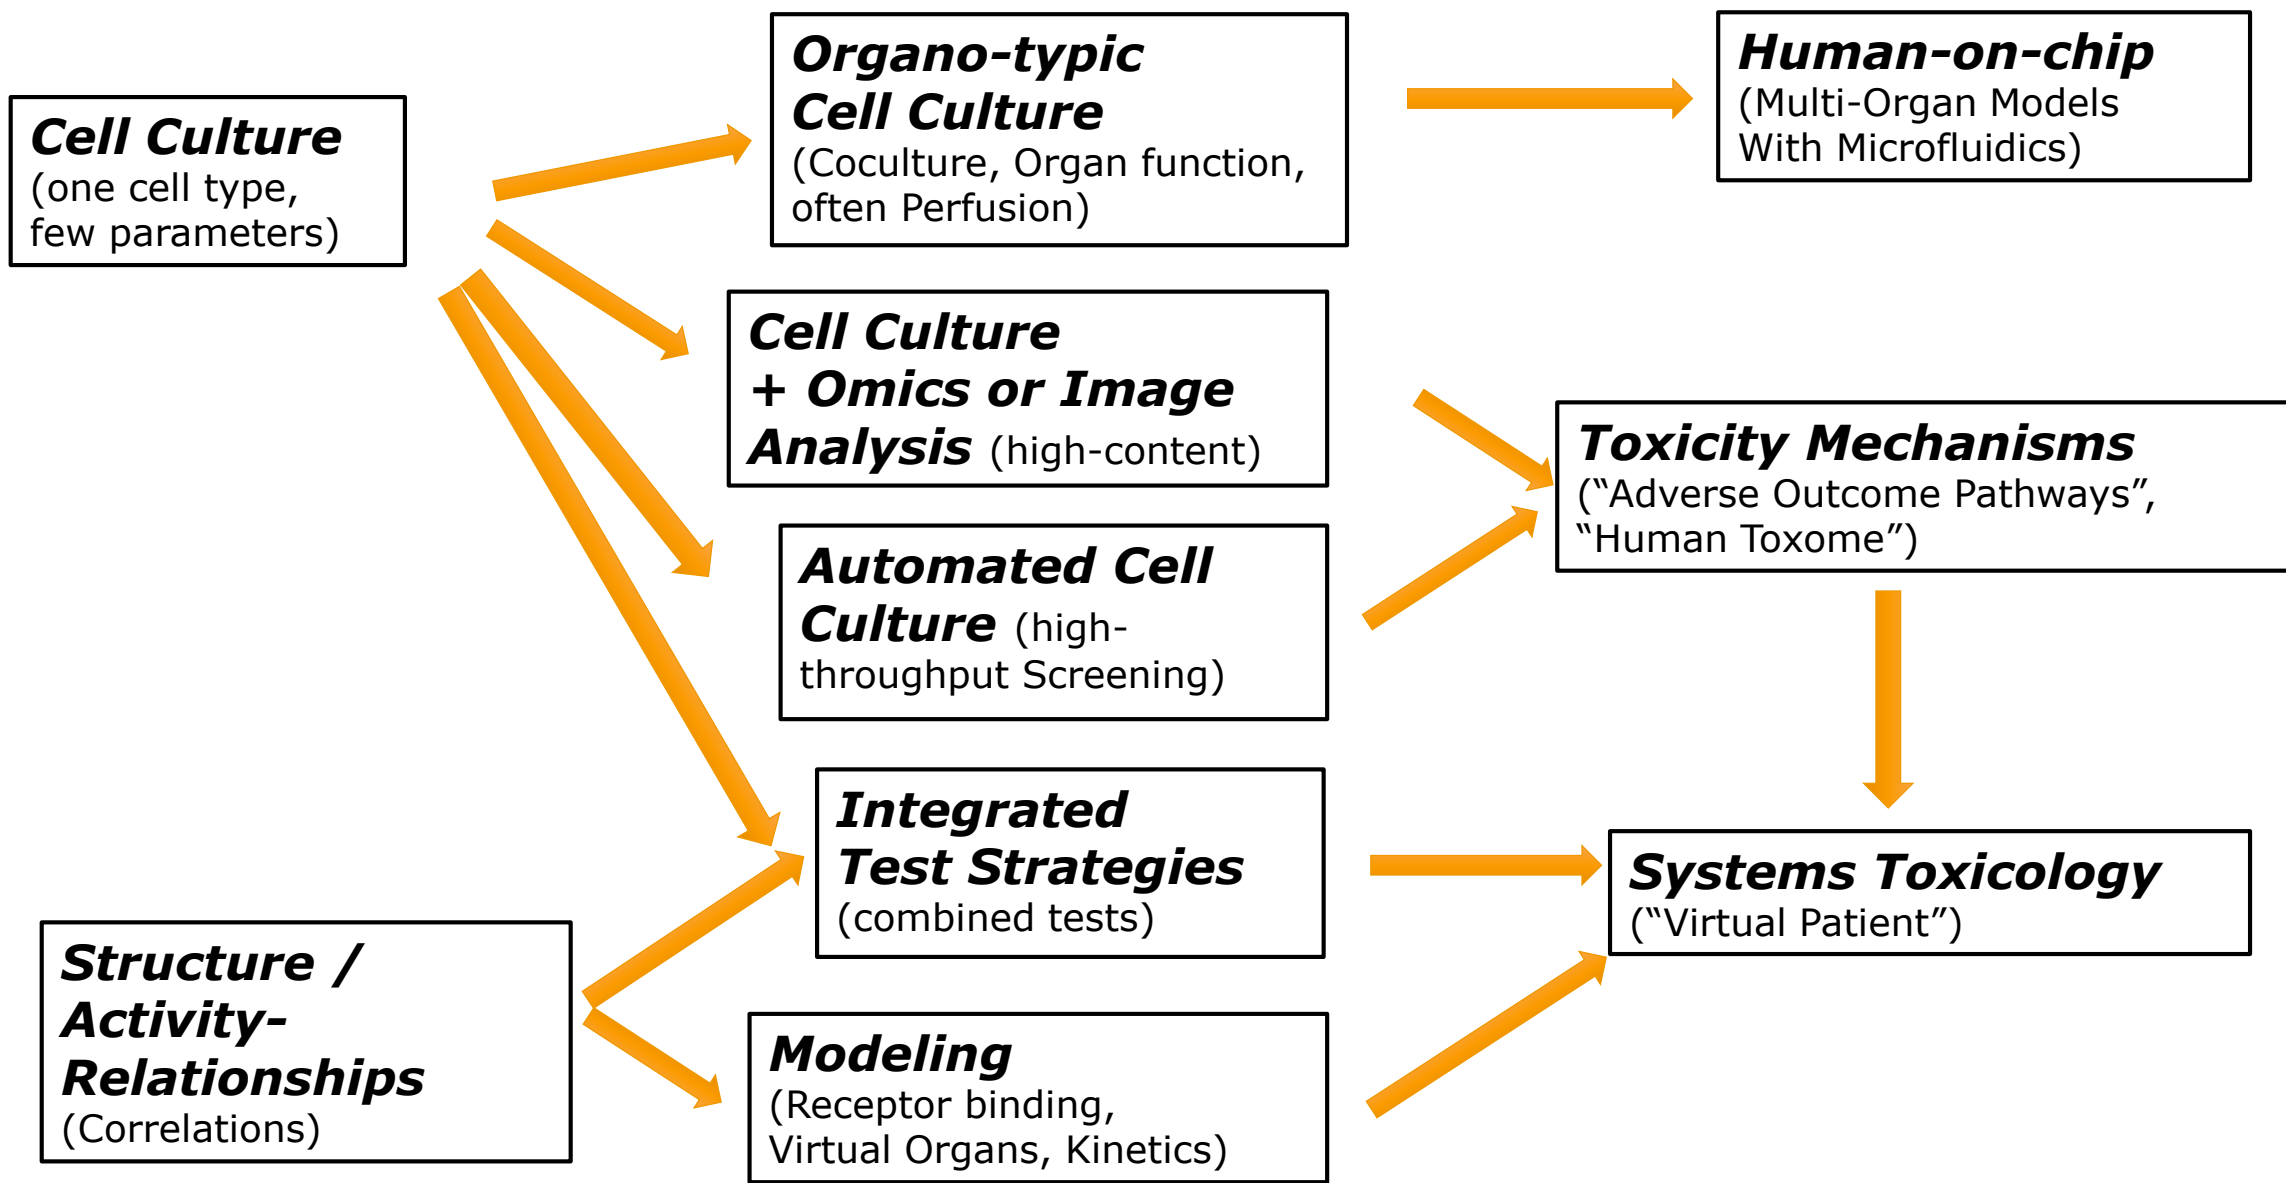 Cell Culture
(one cell type,
few parameters)
Organo-typic
Cell Culture
(Coculture, Organ function,
often Perfusion)
Human-on-chip
(Multi-Organ Models
With Microfluidics)
Cell Culture
+ Omics or Image
Analysis (high-content)
Toxicity Mechanisms
(“Adverse Outcome Pathways”,
“Human Toxome”)
Automated Cell
Culture (high-
throughput Screening)
Integrated
Test Strategies
(combined tests)
Systems Toxicology
(“Virtual Patient”)
Structure /
Activity-
Relationships
(Correlations)
Modeling
(Receptor binding,
Virtual Organs, Kinetics)